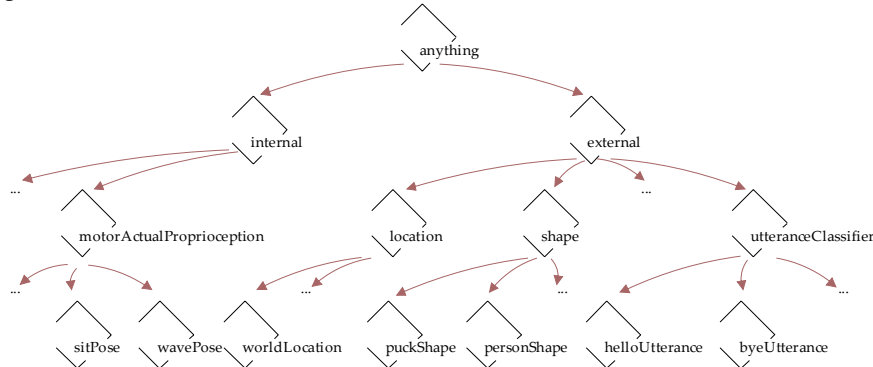 anything
internal external
... ...
motorActualProprioception location shape utteranceClassifier
... ... ... ...
sitPose wavePose worldLocation puckShape personShape helloUtterance byeUtterance